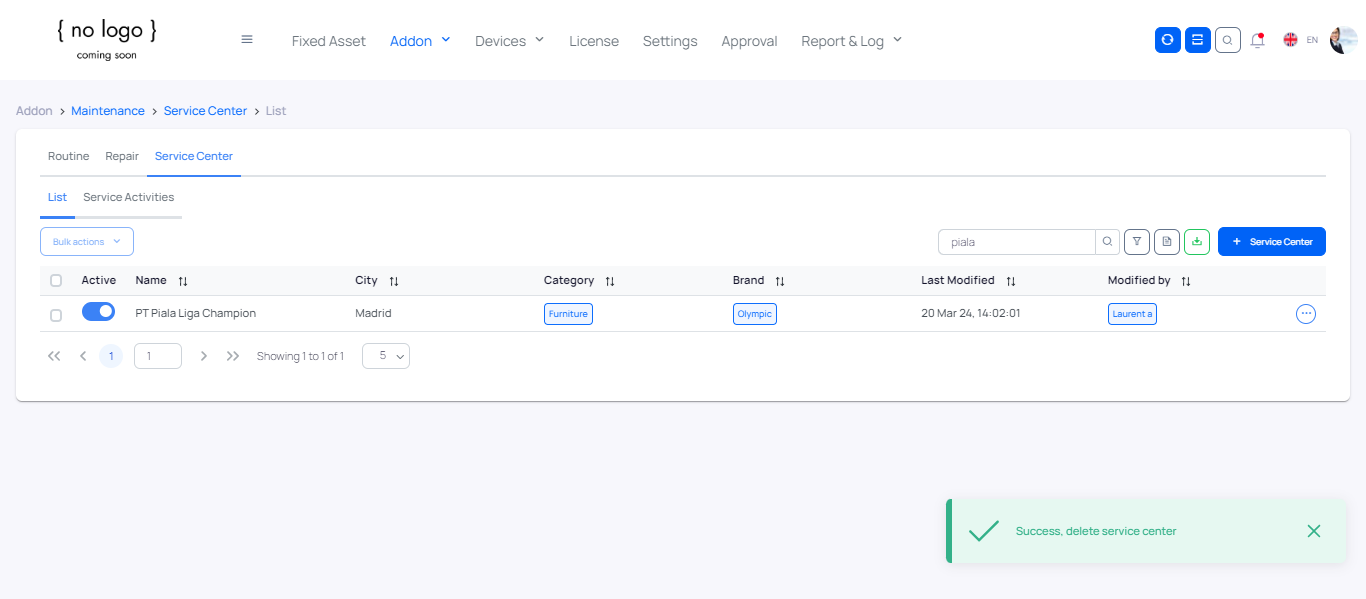 { no logo }
coming soon
Fixed Asset Addon Devices License Settings Approval Report & Log EN
Addon > Maintenance > Service Center > List
Routine Repair Service Center
List Service Activities
Bulk actions piala + Service Center
Active Name City Category Brand Last Modified Modified by
PT Piala Liga Champion Madrid Furniture Olympic 20 Mar 24, 14:02:01 Laurent a
1 1 Showing 1 to 1 of 1 5
Success, delete service center